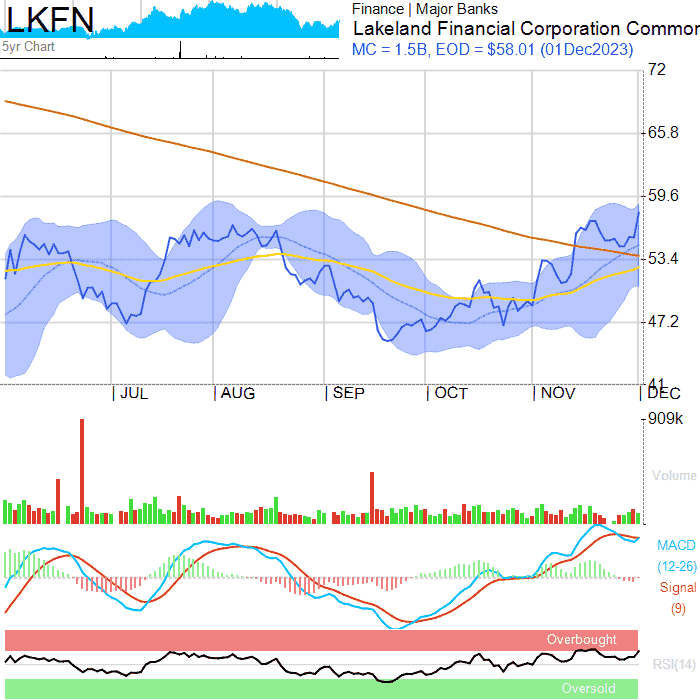 LKFN
5yr Chart
Finance | Major Banks
Lakeland Financial Corporation Common
MC = 1.5B, EOD = $58.01 (01Dec2023)
72
65.8
59.6
53.4
47.2
41
JUL AUG SEP OCT NOV DEC
909k
Volume
MACD
(12-26)
Signal
(9)
Overbought
RSI(14)
Oversold